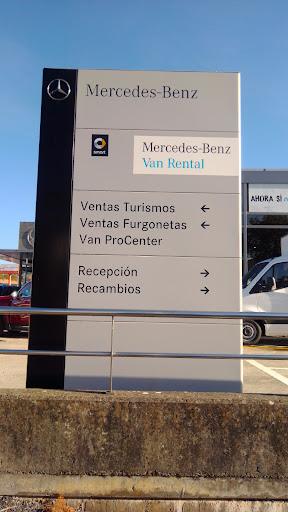 Mercedes-Benz
smart
Mercedes-Benz
Van Rental
AHORA SÍ
Ventas Turismos ←
Ventas Furgonetas ←
Van ProCenter
Recepción →
Recambios →